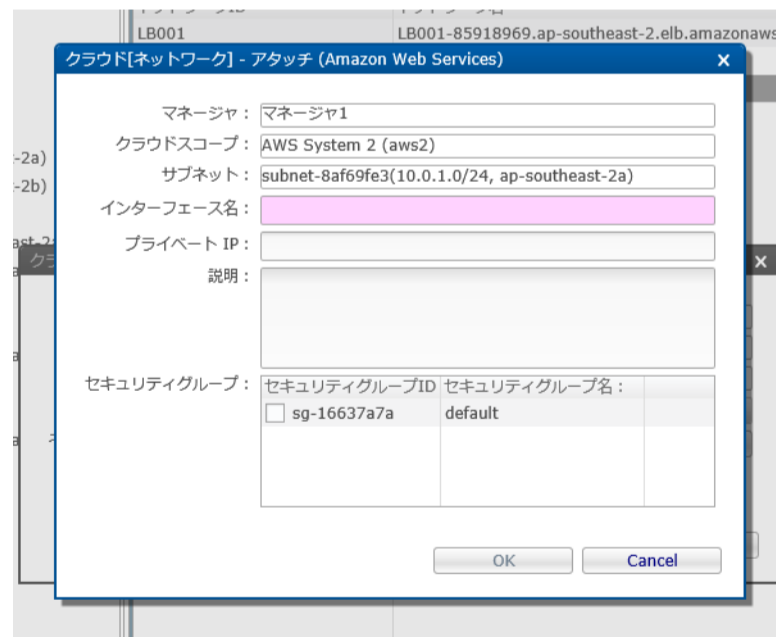 LB001 LB001-85918969.ap-southeast-2.elb.amazonaws
クラウド[ネットワーク] - アタッチ (Amazon Web Services) X
マネージャ : マネージャ1
クラウドスコープ : AWS System 2 (aws2)
-2a)
サブネット : subnet-8af69fe3(10.0.1.0/24, ap-southeast-2a)
-2b)
インターフェース名 :
プライベート IP :
クラ X
説明 :
セキュリティグループ : セキュリティグループID セキュリティグループ名 :
sg-16637a7a default
OK Cancel